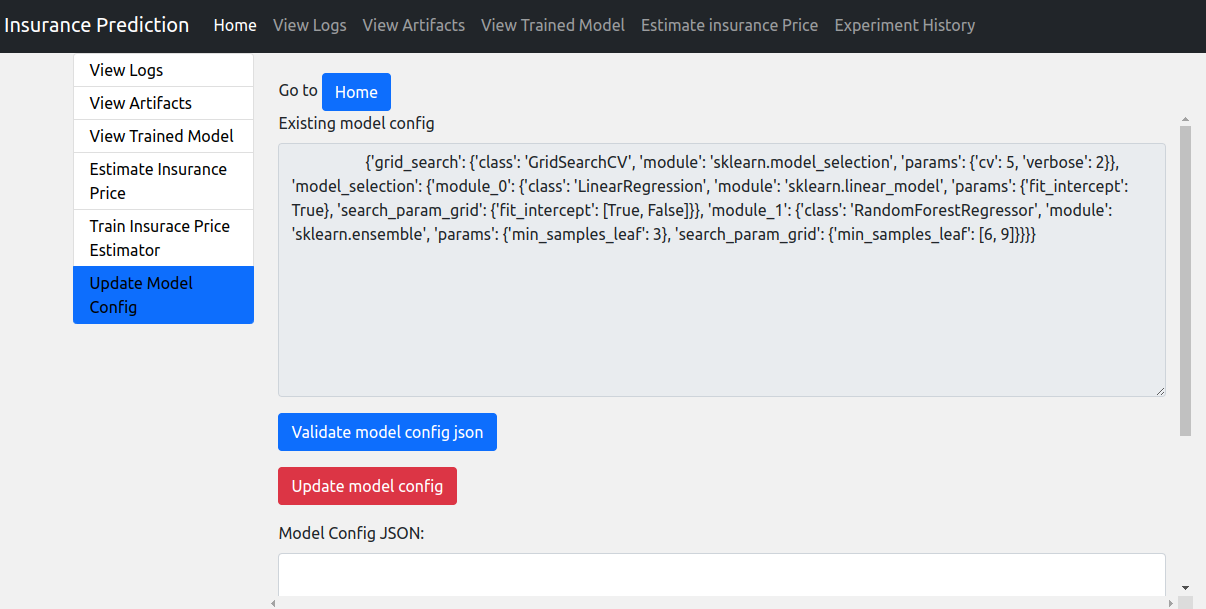 Insurance Prediction Home View Logs View Artifacts View Trained Model Estimate insurance Price Experiment History
View Logs
View Artifacts
View Trained Model
Estimate Insurance
Price
Train Insurace Price
Estimator
Update Model
Config
Go to Home
Existing model config
{'grid_search': {'class': 'GridSearchCV', 'module': 'sklearn.model_selection', 'params': {'cv': 5, 'verbose': 2}},
'model_selection': {'module_0': {'class': 'LinearRegression', 'module': 'sklearn.linear_model', 'params': {'fit_intercept':
True}, 'search_param_grid': {'fit_intercept': [True, False]}}, 'module_1': {'class': 'RandomForestRegressor', 'module':
'sklearn.ensemble', 'params': {'min_samples_leaf': 3}, 'search_param_grid': {'min_samples_leaf': [6, 9]}}}}
Validate model config json
Update model config
Model Config JSON: